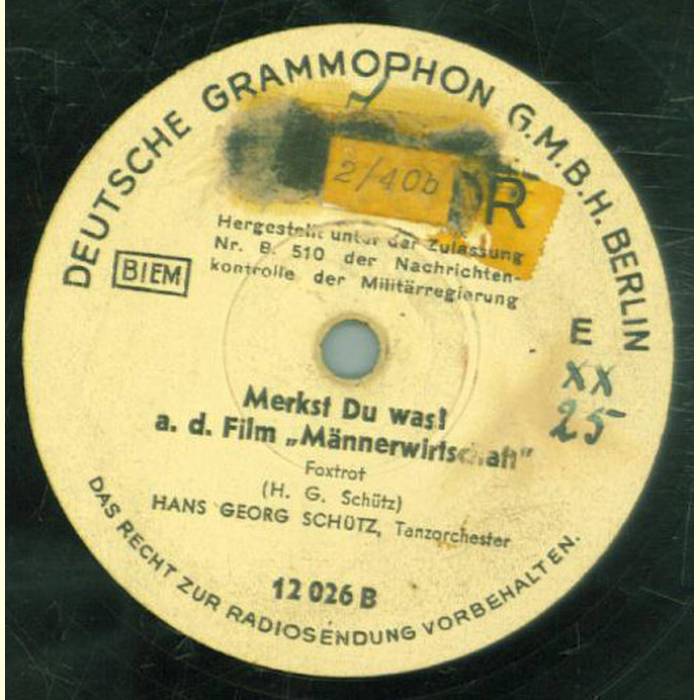 DEUTSCHE GRAMMOPHON G.M.B.H. BERLIN
2/40b
R
Hergestellt unter der Zulassung
Nr. B. 510 der Nachrichten-
kontrolle der Militärregierung
BIEM
E
XX
25
Merkst Du was!
a. d. Film „Männerwirtschaft"
Foxtrot
(H. G. Schütz)
HANS GEORG SCHÜTZ, Tanzorchester
12 026 B
DAS RECHT ZUR RADIOSENDUNG VORBEHALTEN.